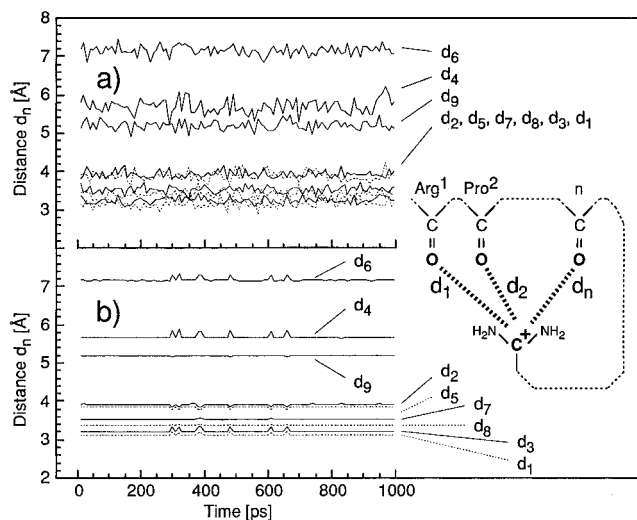 Distance dn [Å]
8
7
6
5
4
3
a)
d6
d4
d9
d2, d5, d7, d8, d3, d1
Arg1
Pro2
n
C
C
C
O
O
O
d1
d2
dn
H2N
C+
NH2
Distance dn [Å]
7
6
5
4
3
2
b)
d6
d4
d9
d2
d5
d7
d8
d3
d1
0
200
400
600
800
1000
Time [ps]